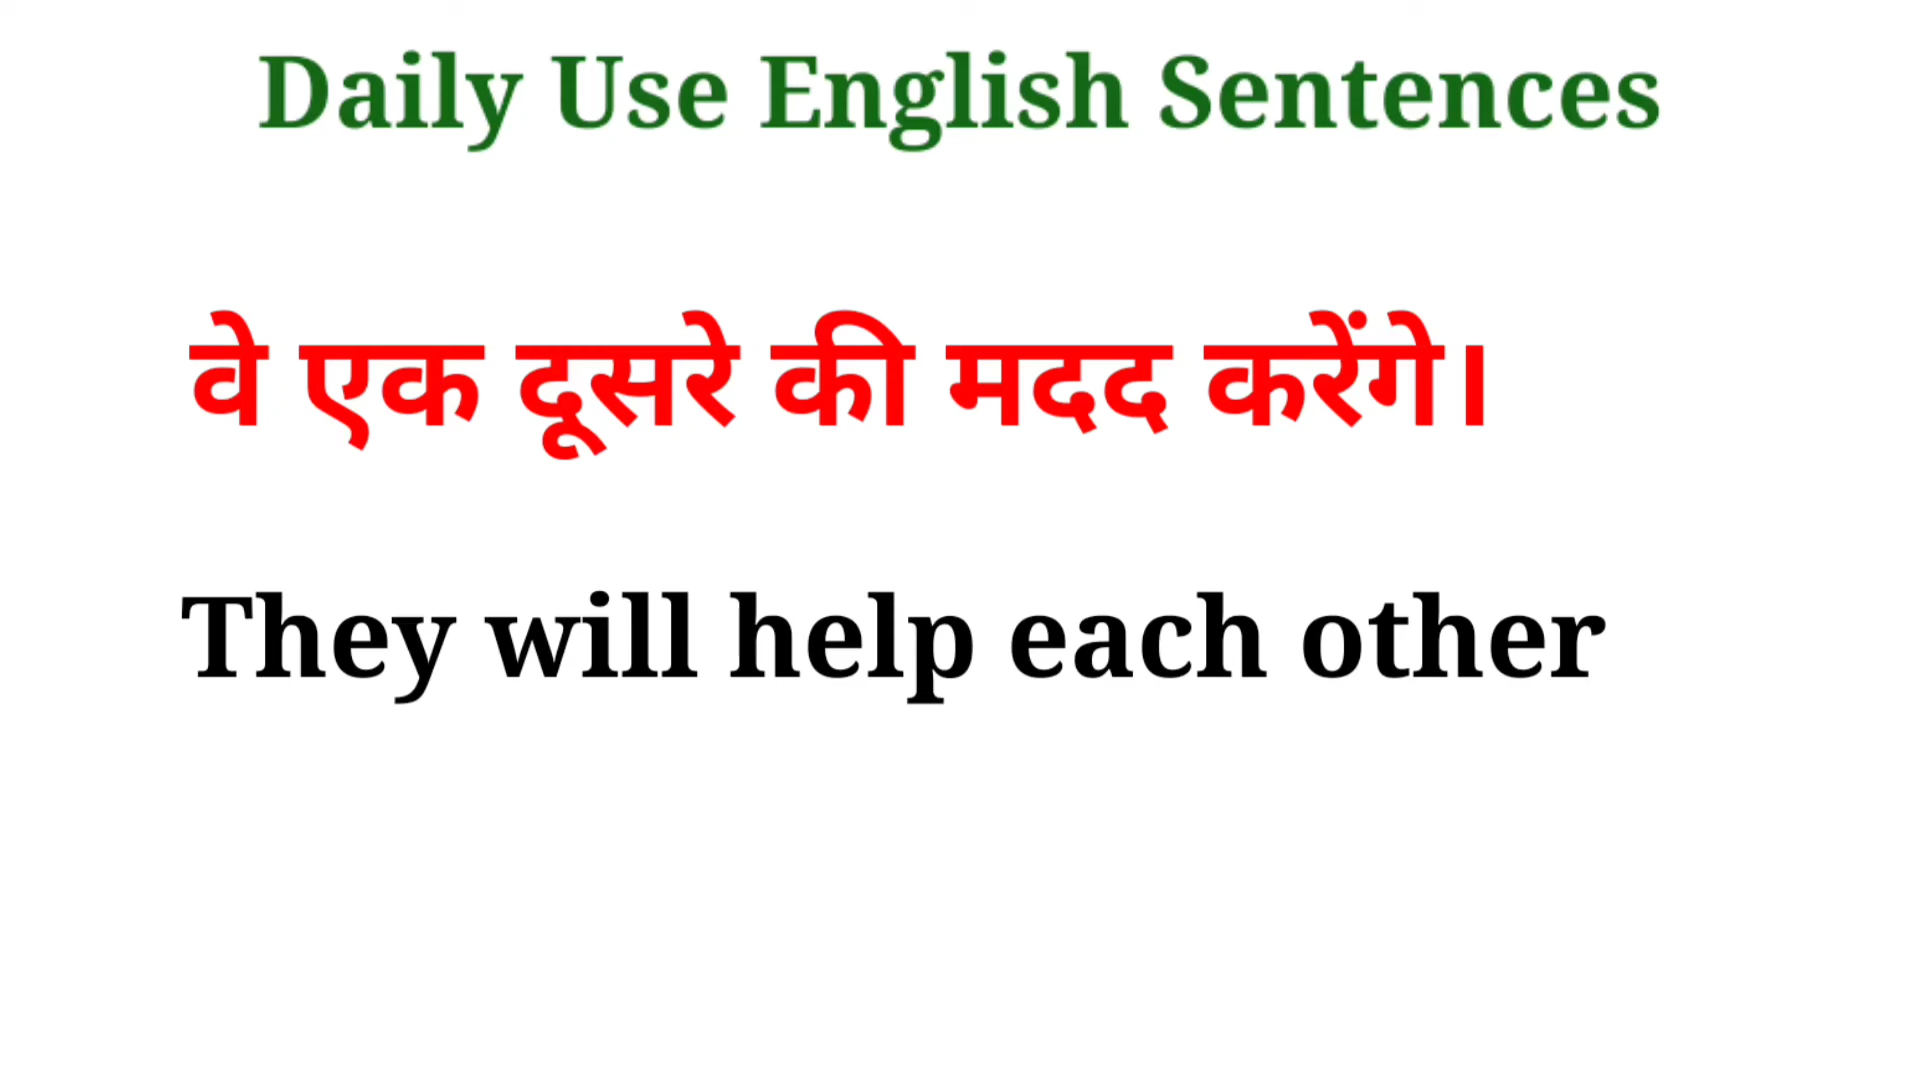 Daily Use English Sentences
वे एक दूसरे की मदद करेंगे।
They will help each other